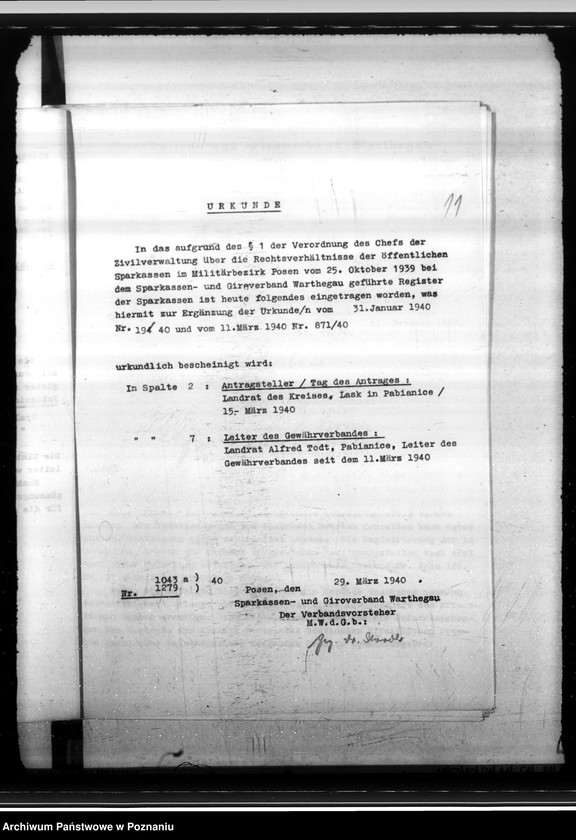 11
URKUNDE
In das aufgrund des § 1 der Verordnung des Chefs der
Zivilverwaltung über die Rechtsverhältnisse der öffentlichen
Sparkassen im Militärbezirk Posen vom 25. Oktober 1939 bei
dem Sparkassen- und Giroverband Warthegau geführte Register
der Sparkassen ist heute folgendes eingetragen worden, was
hiermit zur Ergänzung der Urkunde/n vom 31.Januar 1940
Nr. 194/ 40 und vom 11.März 1940 Nr. 871/40
urkundlich bescheinigt wird:
In Spalte 2 : Antragsteller / Tag des Antrages :
Landrat des Kreises, Lask in Pabianice /
15.- März 1940
" " 7 : Leiter des Gewährverbandes :
Landrat Alfred Todt, Pabianice, Leiter des
Gewährverbandes seit dem 11.März 1940
Nr. 1043 a ) 40
1279 )
Posen, den 29. März 1940 .
Sparkassen- und Giroverband Warthegau
Der Verbandsvorsteher
M.W.d.G.b.:
gez. Dr.
Archiwum Państwowe w Poznaniu